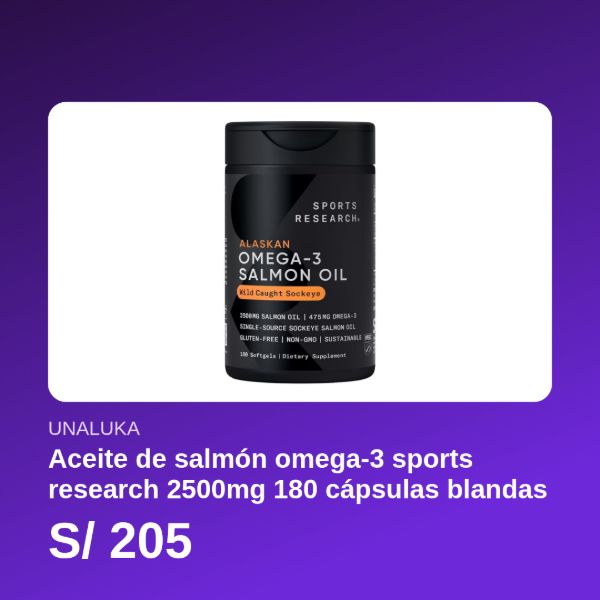 SPORTS
RESEARCH
ALASKAN
OMEGA-3
SALMON OIL
Wild Caught Sockeye
2500MG SALMON OIL | 475MG OMEGA-3
SINGLE-SOURCE SOCKEYE SALMON OIL
GLUTEN-FREE | NON-GMO | SUSTAINABLE
180 Softgels | Dietary Supplement
UNALUKA
Aceite de salmón omega-3 sports
research 2500mg 180 cápsulas blandas
S/ 205